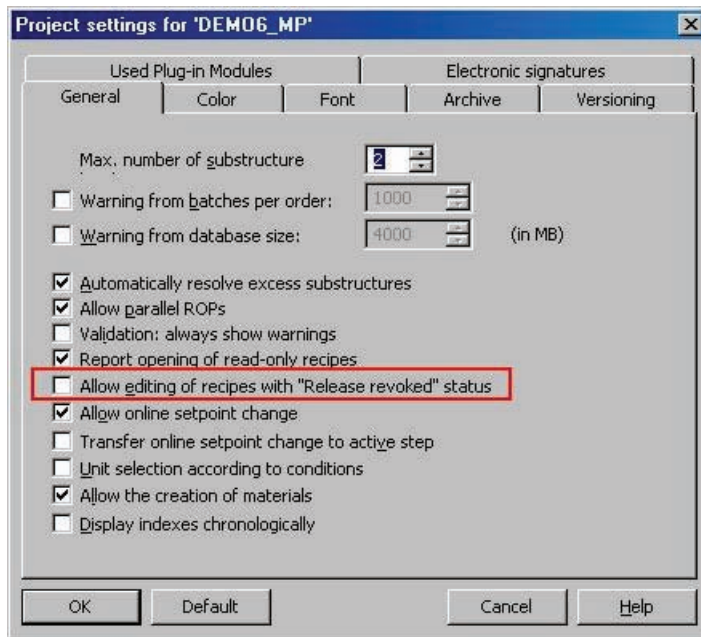 Project settings for 'DEMO6_MP'
Used Plug-in Modules
Electronic signatures
General
Color
Font
Archive
Versioning
Max. number of substructure
2
Warning from batches per order:
1000
Warning from database size:
4000
(in MB)
Automatically resolve excess substructures
Allow parallel ROPs
Validation: always show warnings
Report opening of read-only recipes
Allow editing of recipes with "Release revoked" status
Allow online setpoint change
Transfer online setpoint change to active step
Unit selection according to conditions
Allow the creation of materials
Display indexes chronologically
OK
Default
Cancel
Help